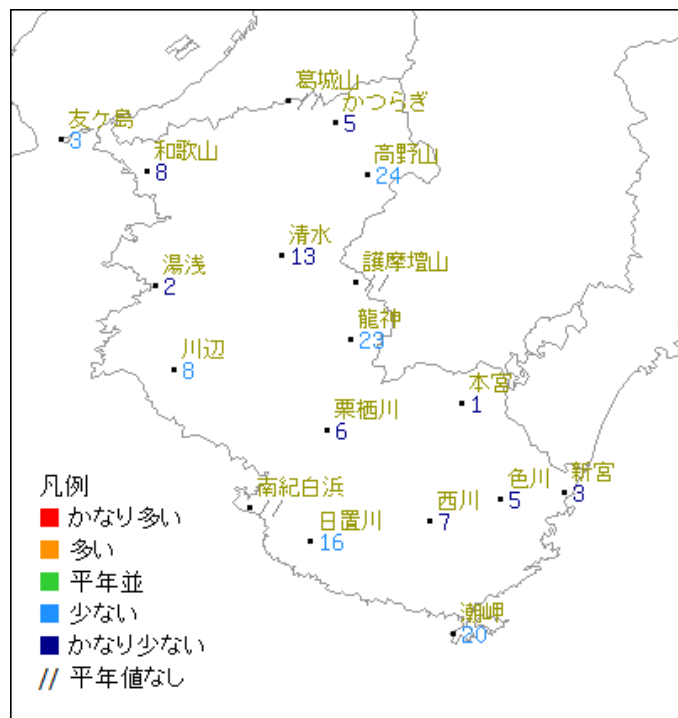 葛城山
//
かつらぎ
5
友ケ島
3
和歌山
8
高野山
24
清水
13
護摩壇山
//
湯浅
2
龍神
23
川辺
8
本宮
1
栗栖川
6
南紀白浜
//
日置川
16
西川
7
色川
5
新宮
3
潮岬
20
凡例
かなり多い
多い
平年並
少ない
かなり少ない
// 平年値なし